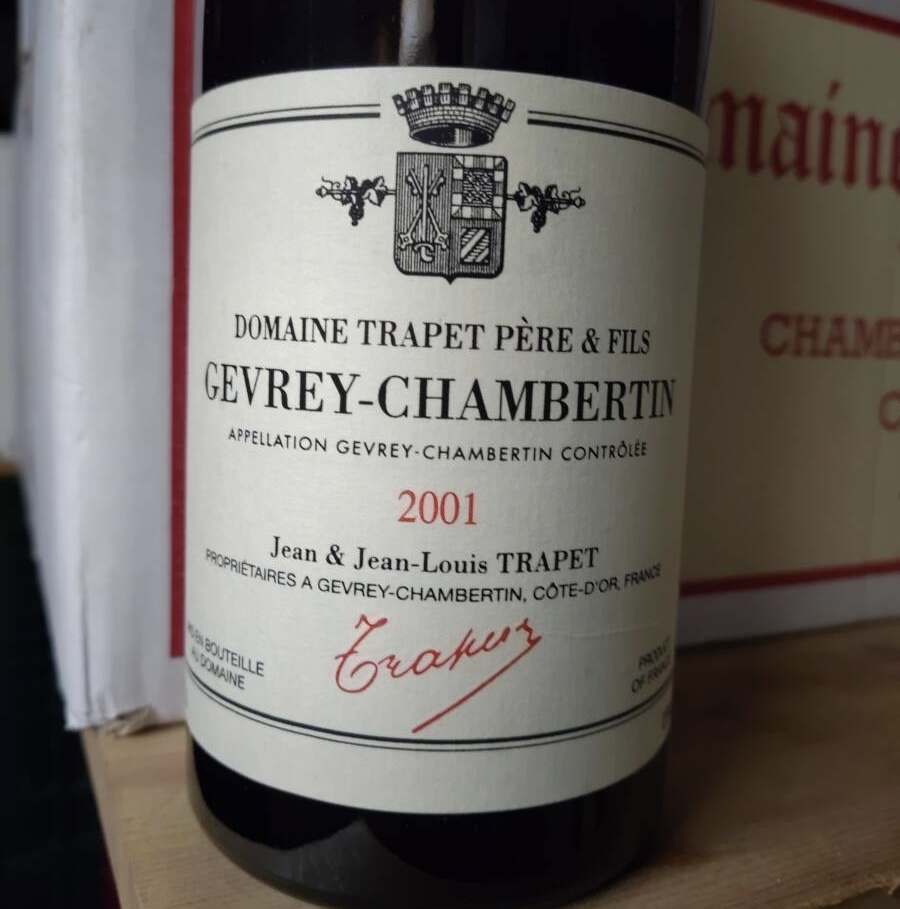 DOMAINE TRAPET PÈRE & FILS
GEVREY-CHAMBERTIN
APPELLATION GEVREY-CHAMBERTIN CONTRÔLÉE
2001
Jean & Jean-Louis TRAPET
PROPRIÉTAIRES A GEVREY-CHAMBERTIN, CÔTE-D'OR, FRANCE
EN BOUTEILLE
AU DOMAINE
Trapet
OF FRANCE